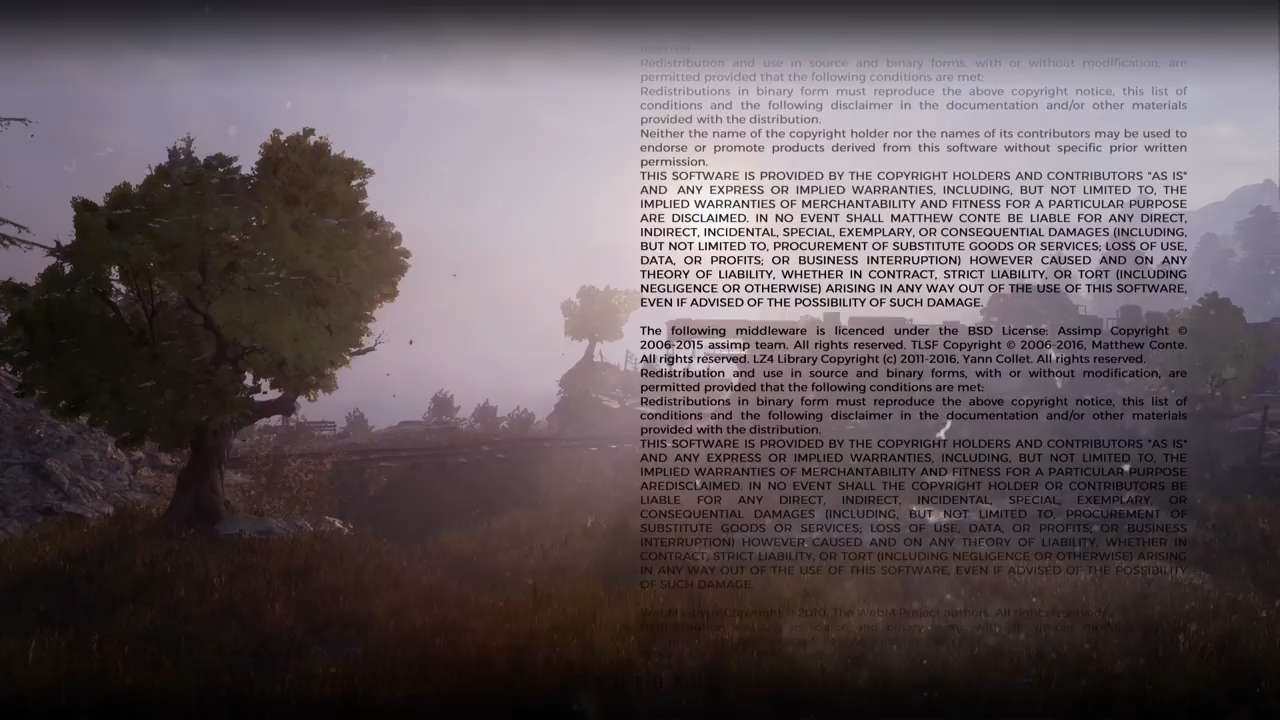 Redistribution and use in source and binary forms, with or without modification, are
permitted provided that the following conditions are met:
Redistributions in binary form must reproduce the above copyright notice, this list of
conditions and the following disclaimer in the documentation and/or other materials
provided with the distribution.
Neither the name of the copyright holder nor the names of its contributors may be used to
endorse or promote products derived from this software without specific prior written
permission.
THIS SOFTWARE IS PROVIDED BY THE COPYRIGHT HOLDERS AND CONTRIBUTORS "AS IS"
AND ANY EXPRESS OR IMPLIED WARRANTIES, INCLUDING, BUT NOT LIMITED TO, THE
IMPLIED WARRANTIES OF MERCHANTABILITY AND FITNESS FOR A PARTICULAR PURPOSE
ARE DISCLAIMED. IN NO EVENT SHALL MATTHEW CONTE BE LIABLE FOR ANY DIRECT,
INDIRECT, INCIDENTAL, SPECIAL, EXEMPLARY, OR CONSEQUENTIAL DAMAGES (INCLUDING,
BUT NOT LIMITED TO, PROCUREMENT OF SUBSTITUTE GOODS OR SERVICES; LOSS OF USE,
DATA, OR PROFITS; OR BUSINESS INTERRUPTION) HOWEVER CAUSED AND ON ANY
THEORY OF LIABILITY, WHETHER IN CONTRACT, STRICT LIABILITY, OR TORT (INCLUDING
NEGLIGENCE OR OTHERWISE) ARISING IN ANY WAY OUT OF THE USE OF THIS SOFTWARE,
EVEN IF ADVISED OF THE POSSIBILITY OF SUCH DAMAGE.
The following middleware is licenced under the BSD License: Assimp Copyright ©
2006-2015 assimp team. All rights reserved. TLSF Copyright © 2006-2016, Matthew Conte.
All rights reserved. LZ4 Library Copyright (c) 2011-2016, Yann Collet. All rights reserved.
Redistribution and use in source and binary forms, with or without modification, are
permitted provided that the following conditions are met:
Redistributions in binary form must reproduce the above copyright notice, this list of
conditions and the following disclaimer in the documentation and/or other materials
provided with the distribution.
THIS SOFTWARE IS PROVIDED BY THE COPYRIGHT HOLDERS AND CONTRIBUTORS "AS IS"
AND ANY EXPRESS OR IMPLIED WARRANTIES, INCLUDING, BUT NOT LIMITED TO, THE
IMPLIED WARRANTIES OF MERCHANTABILITY AND FITNESS FOR A PARTICULAR PURPOSE
AREDISCLAIMED. IN NO EVENT SHALL THE COPYRIGHT HOLDER OR CONTRIBUTORS BE
LIABLE FOR ANY DIRECT, INDIRECT, INCIDENTAL, SPECIAL, EXEMPLARY, OR
CONSEQUENTIAL DAMAGES (INCLUDING, BUT NOT LIMITED TO, PROCUREMENT OF
SUBSTITUTE GOODS OR SERVICES; LOSS OF USE, DATA, OR PROFITS; OR BUSINESS
INTERRUPTION) HOWEVER CAUSED AND ON ANY THEORY OF LIABILITY, WHETHER IN
CONTRACT, STRICT LIABILITY, OR TORT (INCLUDING NEGLIGENCE OR OTHERWISE) ARISING
IN ANY WAY OUT OF THE USE OF THIS SOFTWARE, EVEN IF ADVISED OF THE POSSIBILITY
OF SUCH DAMAGE.
Copyright 2010, The WebM Project authors. All rights reserved.